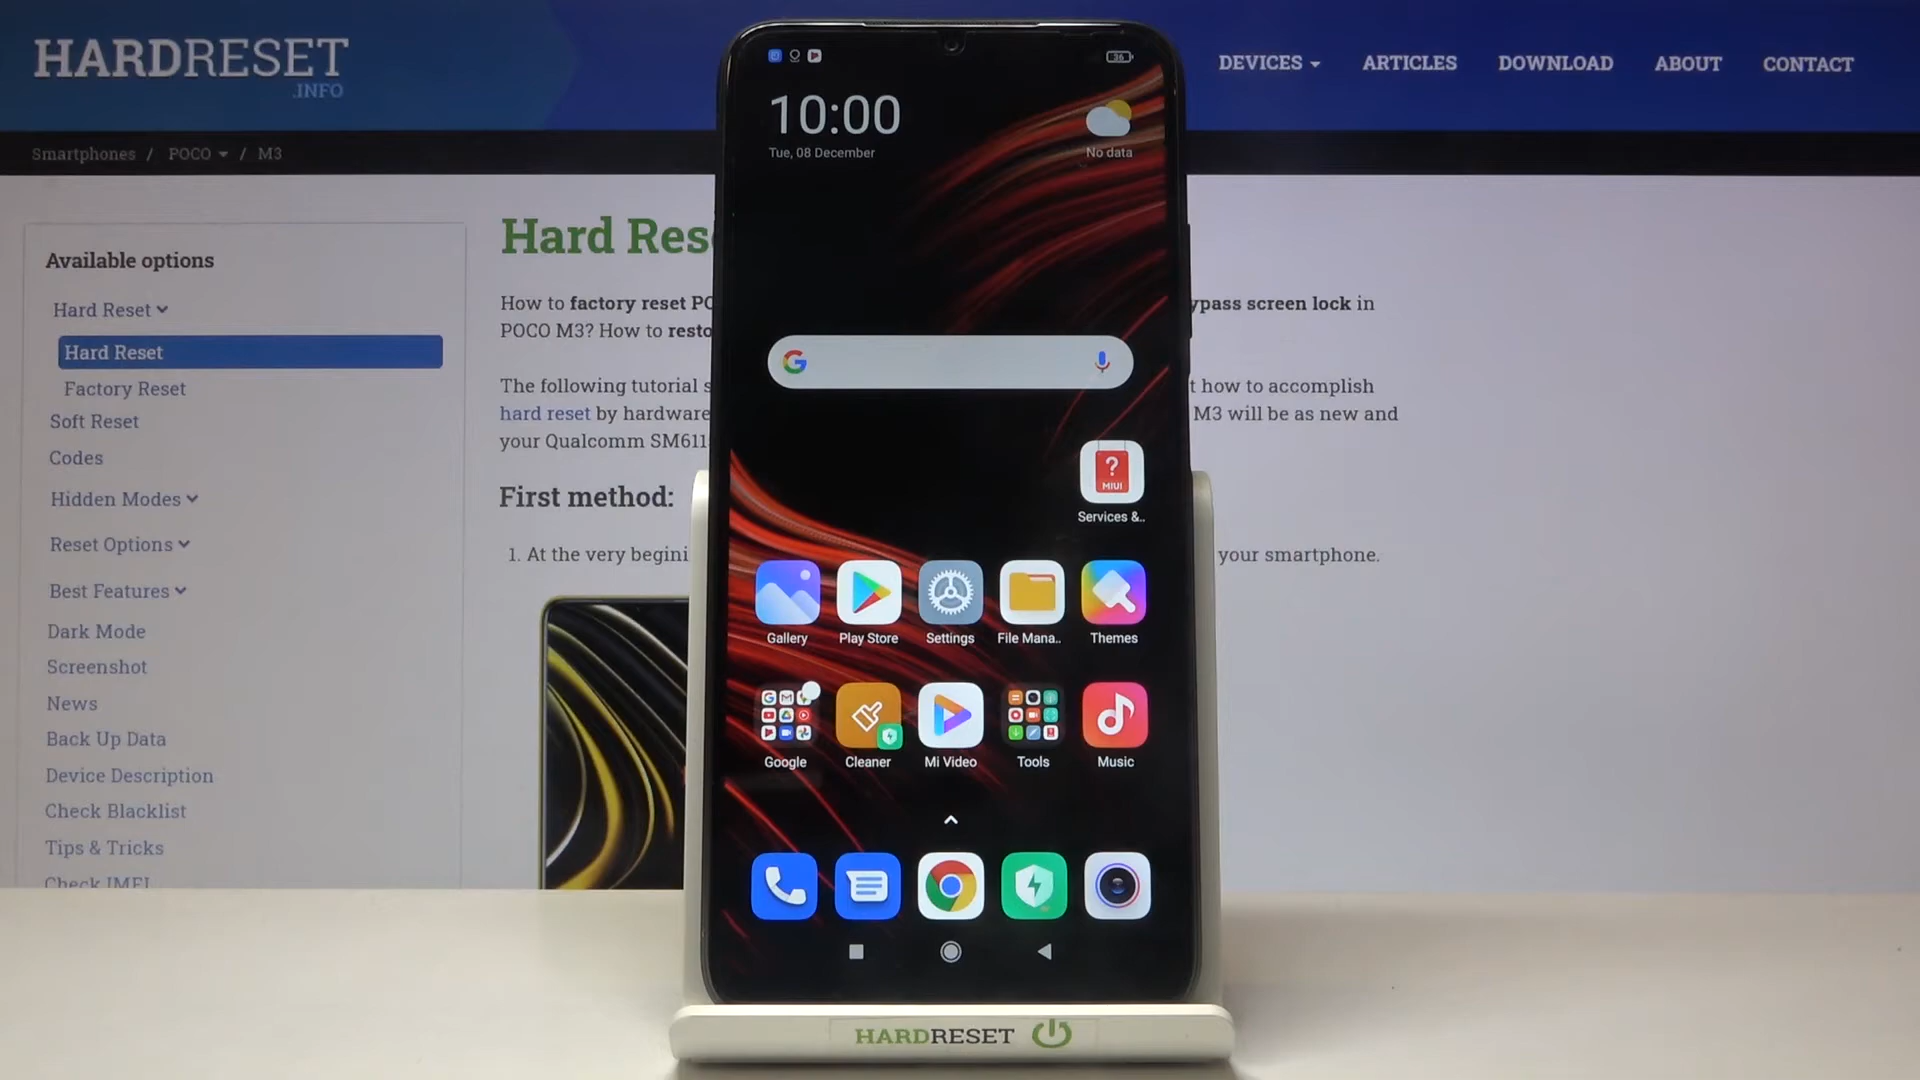 HARDRESET
.INFO
DEVICES
ARTICLES
DOWNLOAD
ABOUT
CONTACT
Smartphones / POCO / M3
Available options
Hard Reset
Hard Reset
Factory Reset
Soft Reset
Codes
Hidden Modes
Reset Options
Best Features
Dark Mode
Screenshot
News
Back Up Data
Device Description
Check Blacklist
Tips & Tricks
Check IMEI
Hard Res
How to factory reset PO
ypass screen lock in
POCO M3? How to resto
The following tutorial s
t how to accomplish
hard reset by hardware
M3 will be as new and
your Qualcomm SM611
First method:
1. At the very begini
your smartphone.
36
10:00
Tue, 08 December
No data
?
MIUI
Services &..
Gallery
Play Store
Settings
File Mana..
Themes
Google
Cleaner
Mi Video
Tools
Music
HARDRESET